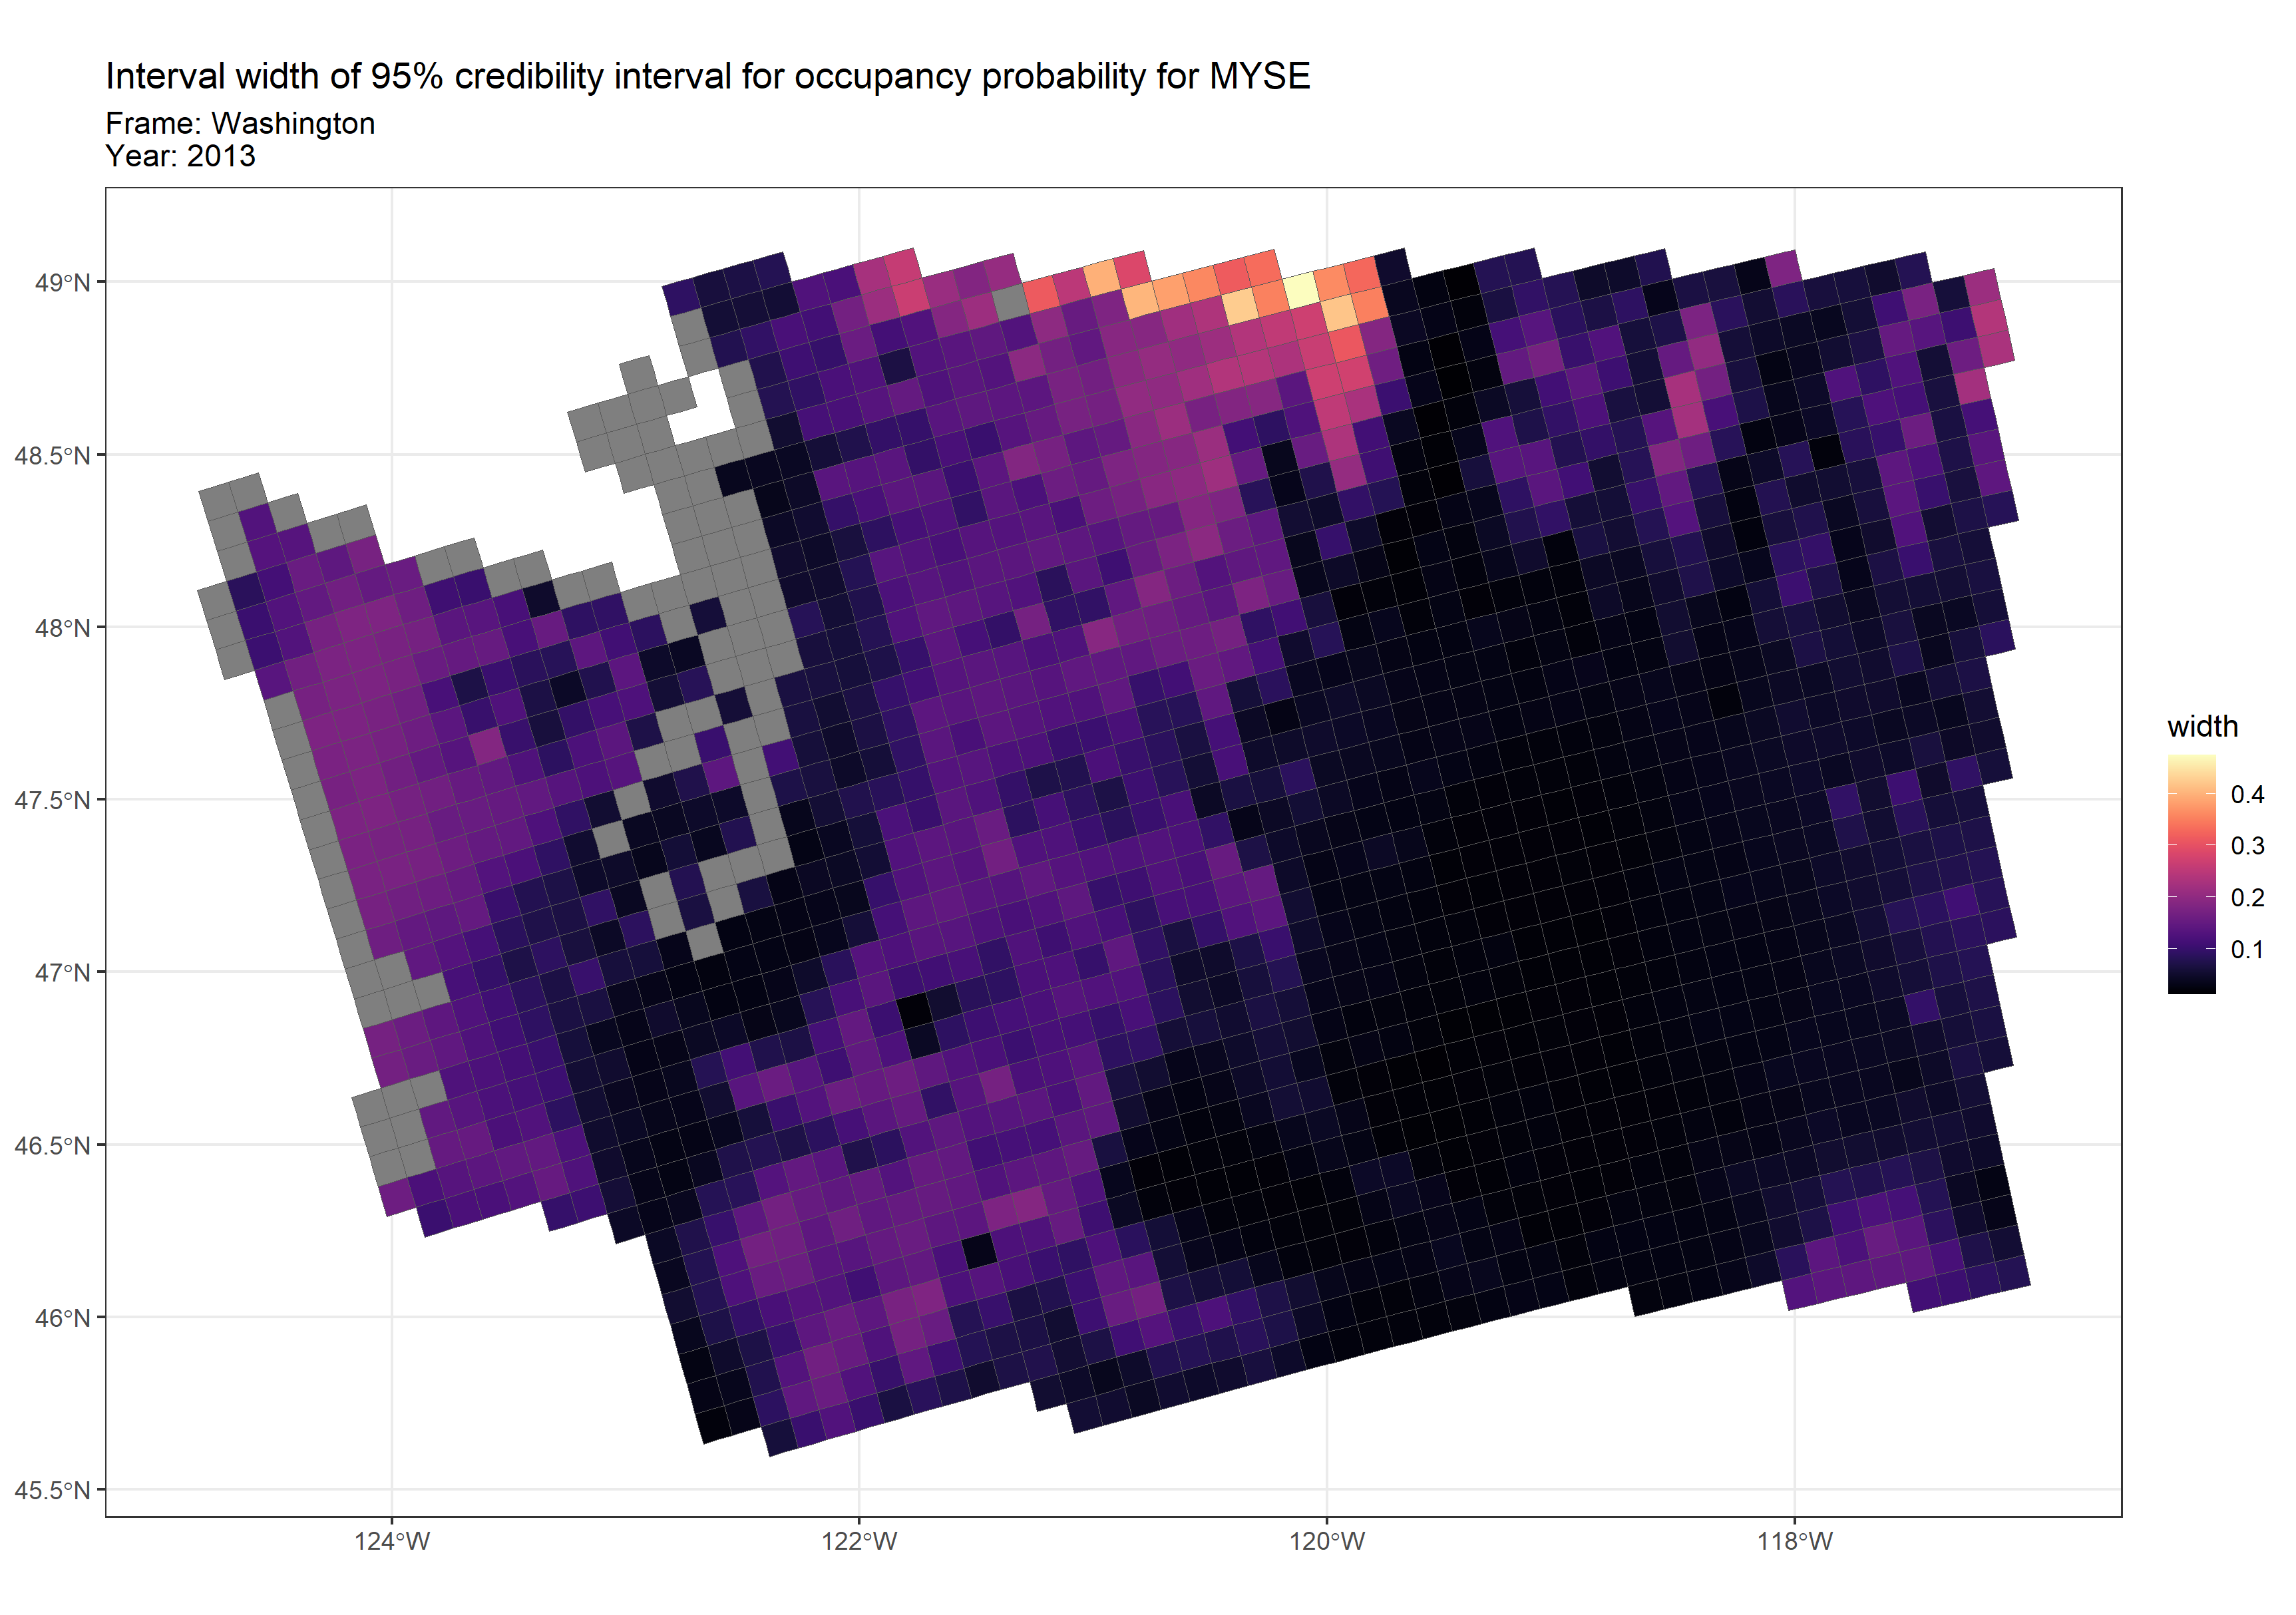 Interval width of 95% credibility interval for occupancy probability for MYSE
Frame: Washington
Year: 2013
49°N
48.5°N
48°N
47.5°N
47°N
46.5°N
46°N
45.5°N
124°W
122°W
120°W
118°W
width
0.4
0.3
0.2
0.1